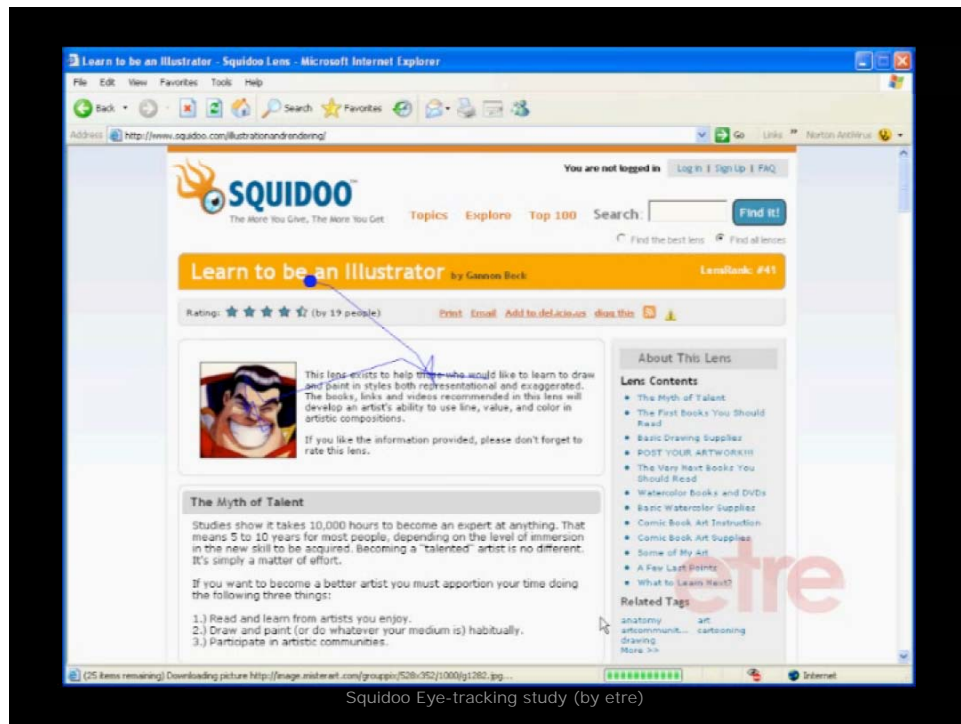 Learn to be an Illustrator - Squidoo Lens - Microsoft Internet Explorer
File Edit View Favorites Tools Help
Back Search Favorites
Address http://www.squidoo.com/illustrationandrendering/ Go Links » Norton AntiVirus
You are not logged in Log in | Sign Up | FAQ
SQUIDOO™
The More You Give, The More You Get
Topics Explore Top 100 Search: Find it!
Find the best lens Find all lenses
Learn to be an Illustrator by Gannon Beck LensRank: #41
Rating: (by 19 people) Print Email Add to del.icio.us digg this
This lens exists to help those who would like to learn to draw
and paint in styles both representational and exaggerated.
The books, links and videos recommended in this lens will
develop an artist's ability to use line, value, and color in
artistic compositions.
If you like the information provided, please don't forget to
rate this lens.
The Myth of Talent
Studies show it takes 10,000 hours to become an expert at anything. That
means 5 to 10 years for most people, depending on the level of immersion
in the new skill to be acquired. Becoming a "talented" artist is no different.
It's simply a matter of effort.
If you want to become a better artist you must apportion your time doing
the following three things:
1.) Read and learn from artists you enjoy.
2.) Draw and paint (or do whatever your medium is) habitually.
3.) Participate in artistic communities.
About This Lens
Lens Contents
The Myth of Talent
The First Books You Should
Read
Basic Drawing Supplies
POST YOUR ARTWORK!!!
The Very Next Books You
Should Read
Watercolor Books and DVDs
Basic Watercolor Supplies
Comic Book Art Instruction
Comic Book Art Supplies
Some of My Art
A Few Last Points
What to Learn Next?
Related Tags
anatomy art
artcommunit... cartooning
drawing
More >>
etre
(25 items remaining) Downloading picture http://image.misterart.com/grouppix/528x352/1000/g1282.jpg... Internet
Squidoo Eye-tracking study (by etre)